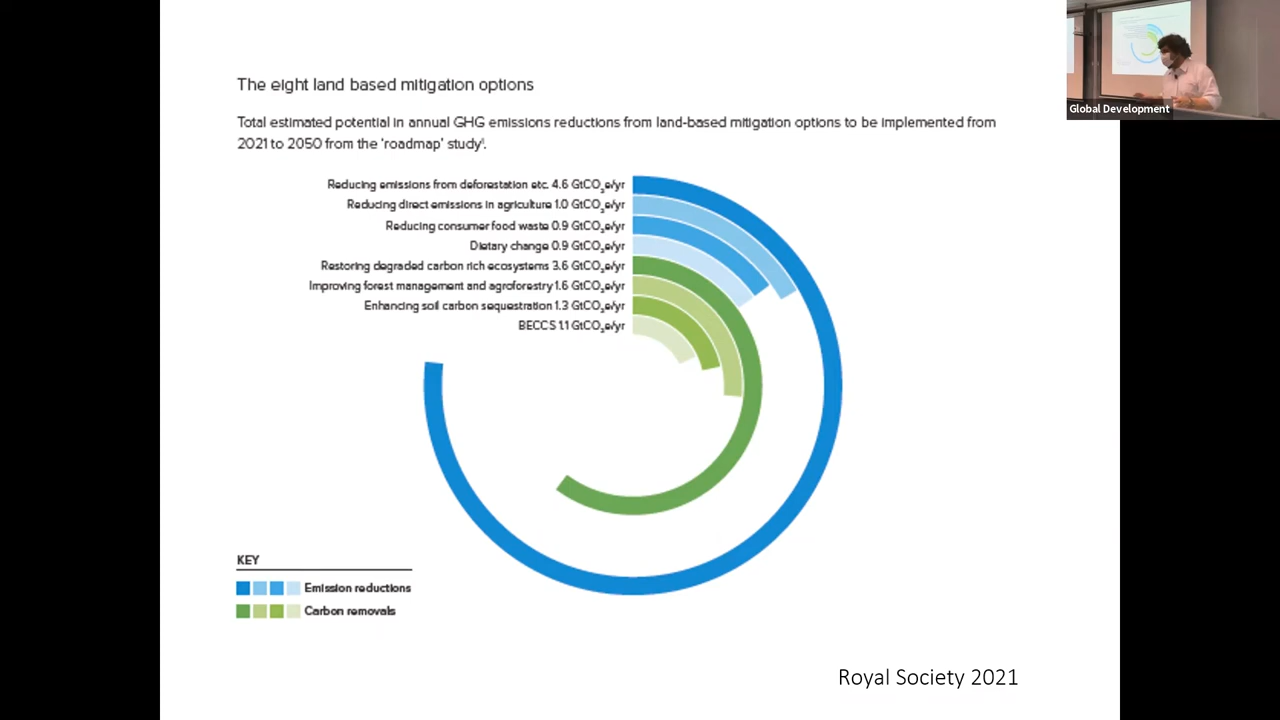 The eight land based mitigation options
Total estimated potential in annual GHG emissions reductions from land-based mitigation options to be implemented from
2021 to 2050 from the ‘roadmap’ study¹.
Reducing emissions from deforestation etc. 4.6 GtCO₂e/yr
Reducing direct emissions in agriculture 1.0 GtCO₂e/yr
Reducing consumer food waste 0.9 GtCO₂e/yr
Dietary change 0.9 GtCO₂e/yr
Restoring degraded carbon rich ecosystems 3.6 GtCO₂e/yr
Improving forest management and agroforestry 1.6 GtCO₂e/yr
Enhancing soil carbon sequestration 1.3 GtCO₂e/yr
BECCS 1.1 GtCO₂e/yr
KEY
Emission reductions
Carbon removals
Royal Society 2021
Global Development